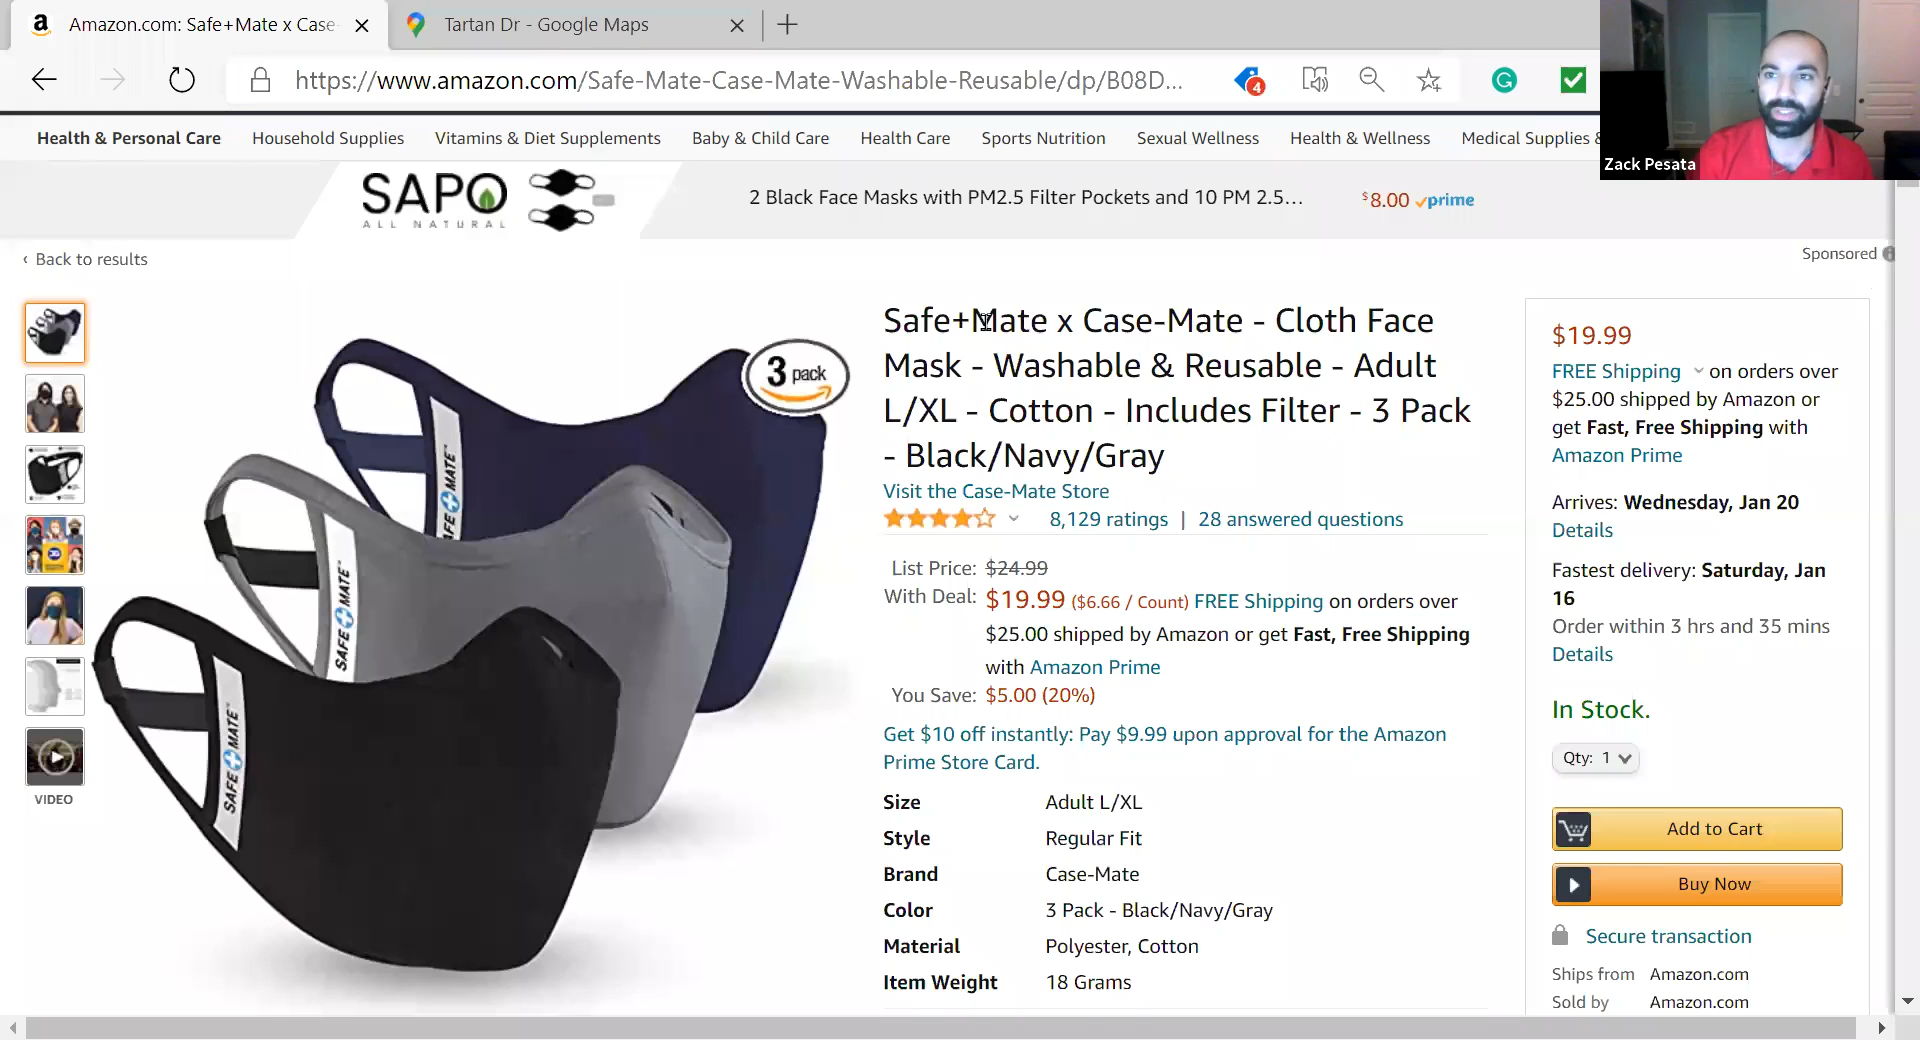 Amazon.com: Safe+Mate x Case-
Tartan Dr - Google Maps
https://www.amazon.com/Safe-Mate-Case-Mate-Washable-Reusable/dp/B08D...
4
G
Zack Pesata
Health & Personal Care Household Supplies Vitamins & Diet Supplements Baby & Child Care Health Care Sports Nutrition Sexual Wellness Health & Wellness Medical Supplies &
SAPO
ALL NATURAL
2 Black Face Masks with PM2.5 Filter Pockets and 10 PM 2.5...
$8.00 prime
Sponsored
‹ Back to results
3 pack
SAFE+MATE™
SAFE+MATE™
SAFE+MATE™
VIDEO
Safe+Mate x Case-Mate - Cloth Face
Mask - Washable & Reusable - Adult
L/XL - Cotton - Includes Filter - 3 Pack
- Black/Navy/Gray
Visit the Case-Mate Store
8,129 ratings | 28 answered questions
List Price: $24.99
With Deal: $19.99 ($6.66 / Count) FREE Shipping on orders over
$25.00 shipped by Amazon or get Fast, Free Shipping
with Amazon Prime
You Save: $5.00 (20%)
Get $10 off instantly: Pay $9.99 upon approval for the Amazon
Prime Store Card.
Size Adult L/XL
Style Regular Fit
Brand Case-Mate
Color 3 Pack - Black/Navy/Gray
Material Polyester, Cotton
Item Weight 18 Grams
$19.99
FREE Shipping on orders over
$25.00 shipped by Amazon or
get Fast, Free Shipping with
Amazon Prime
Arrives: Wednesday, Jan 20
Details
Fastest delivery: Saturday, Jan
16
Order within 3 hrs and 35 mins
Details
In Stock.
Qty: 1
Add to Cart
Buy Now
Secure transaction
Ships from Amazon.com
Sold by Amazon.com